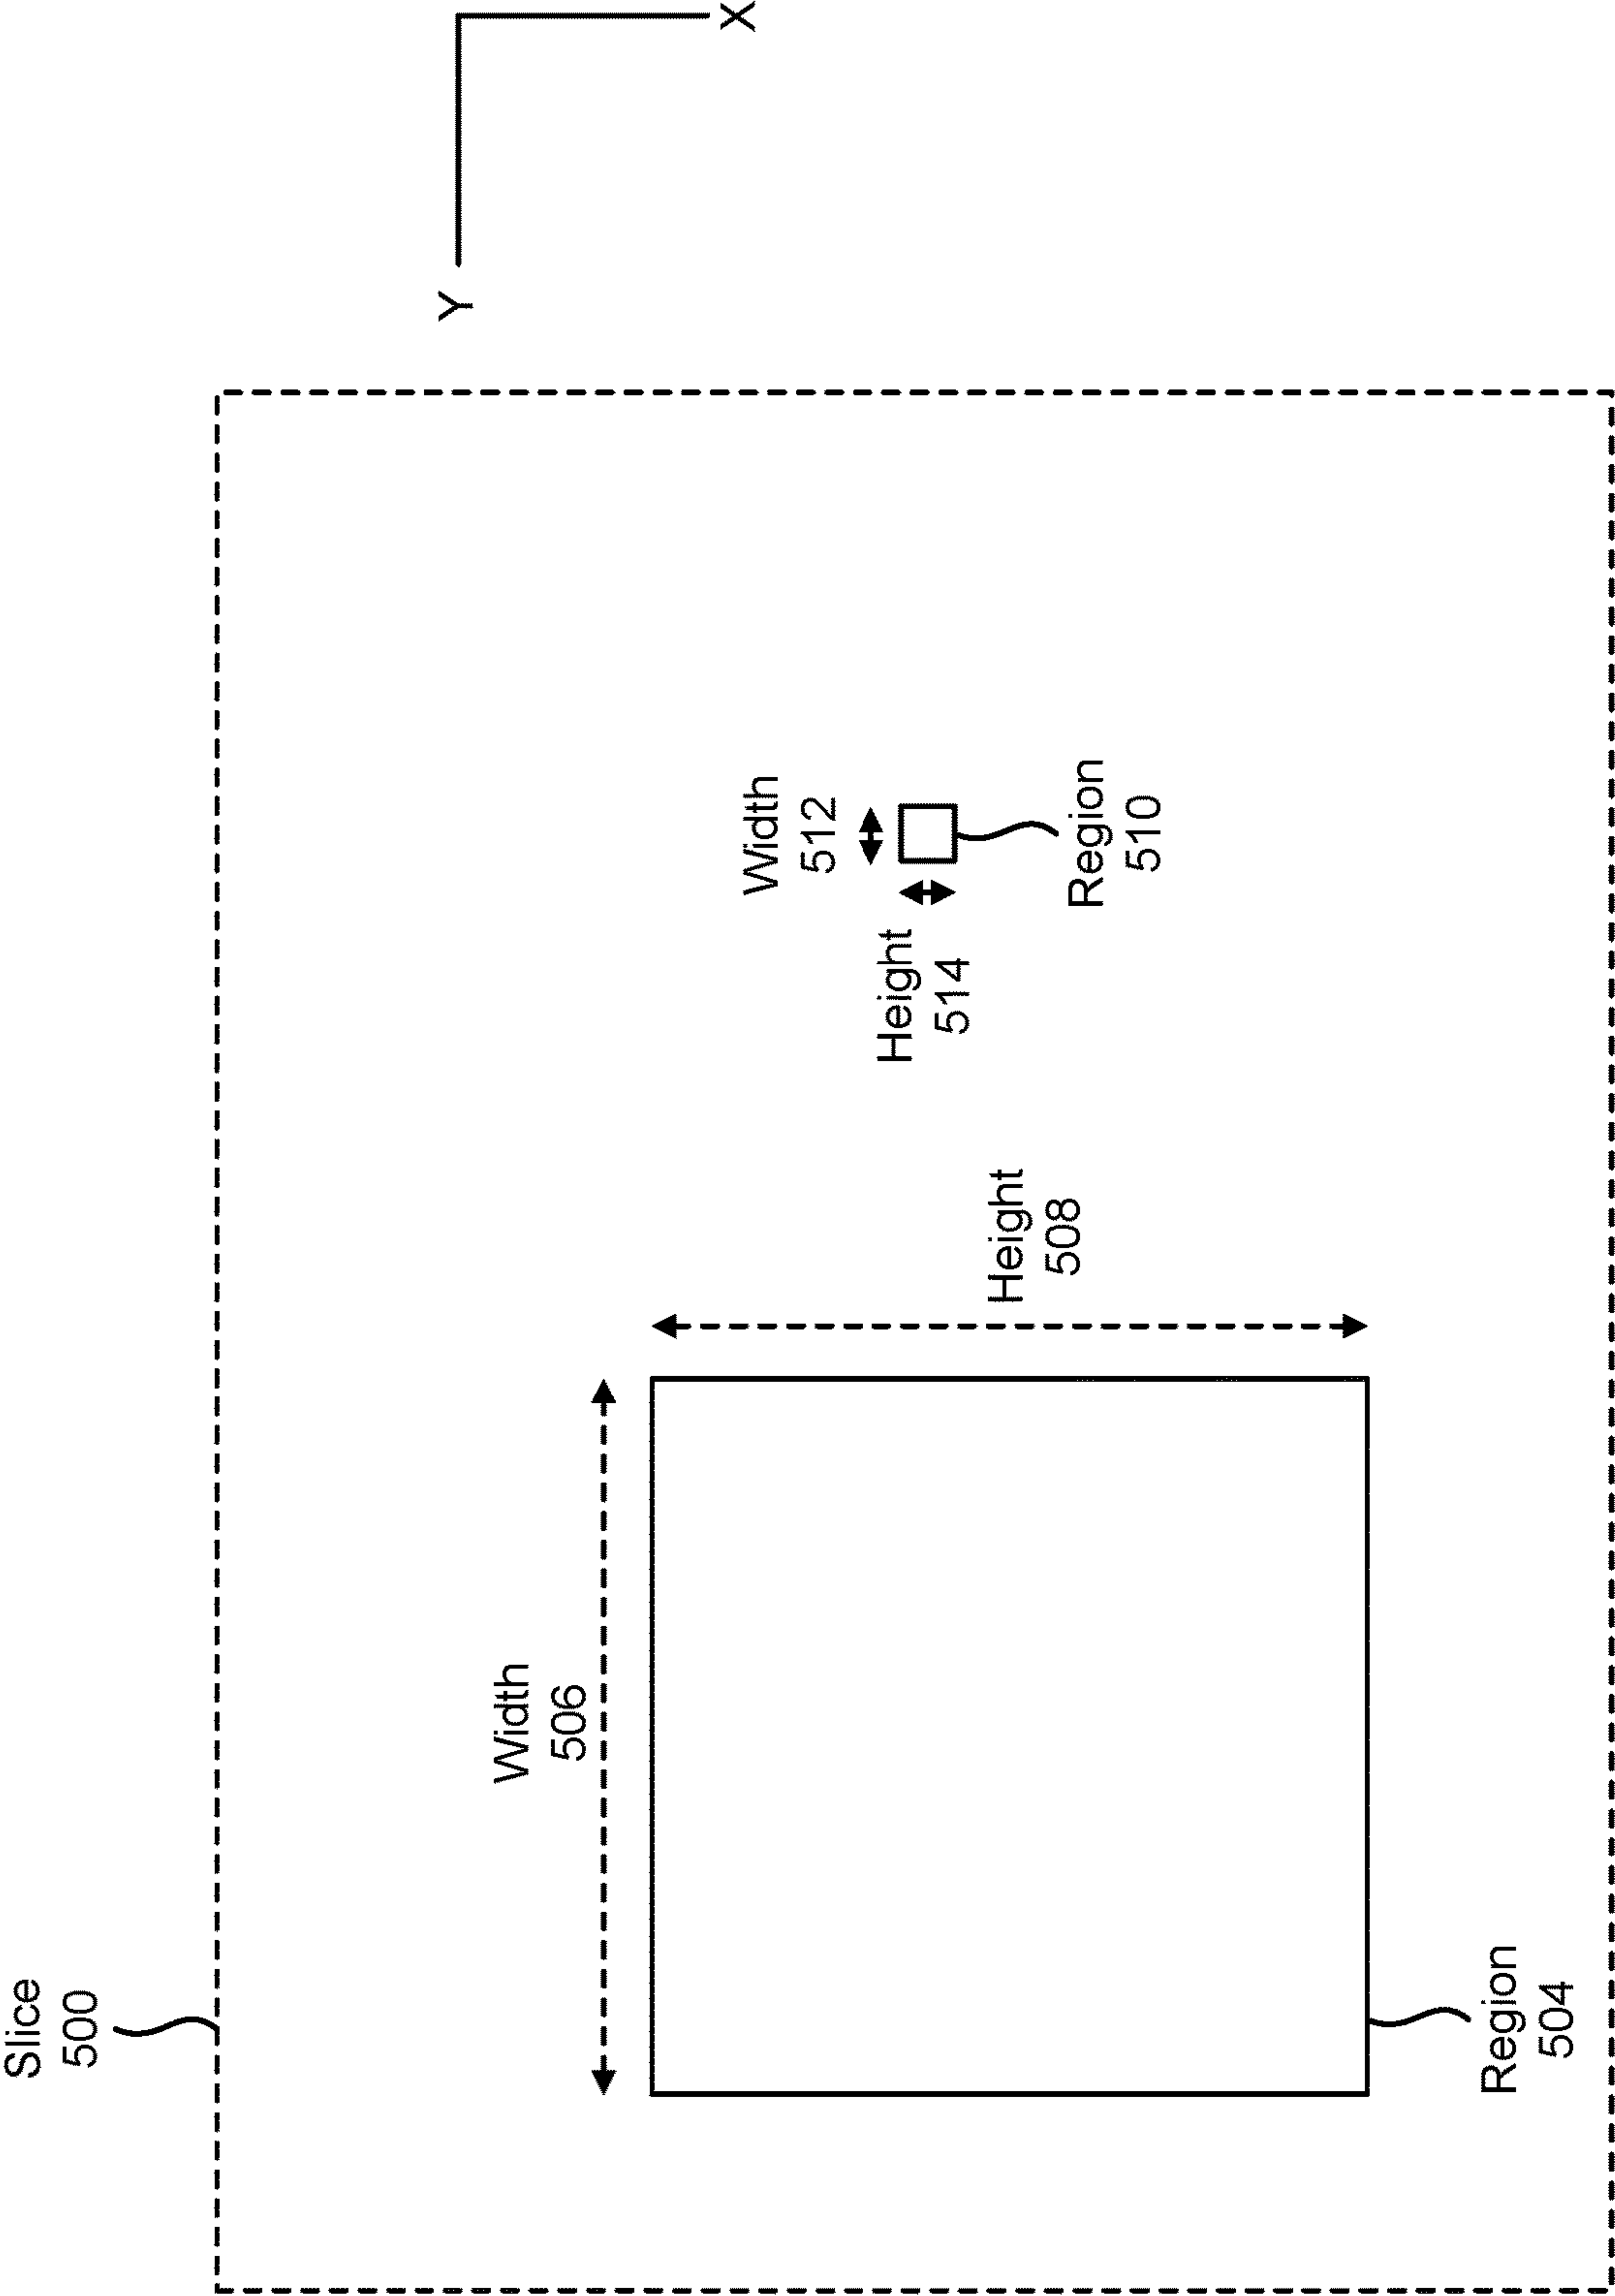 Slice
500
Y
Width
506
X
Width
512
Height
514
Height
508
Region
510
Region
504